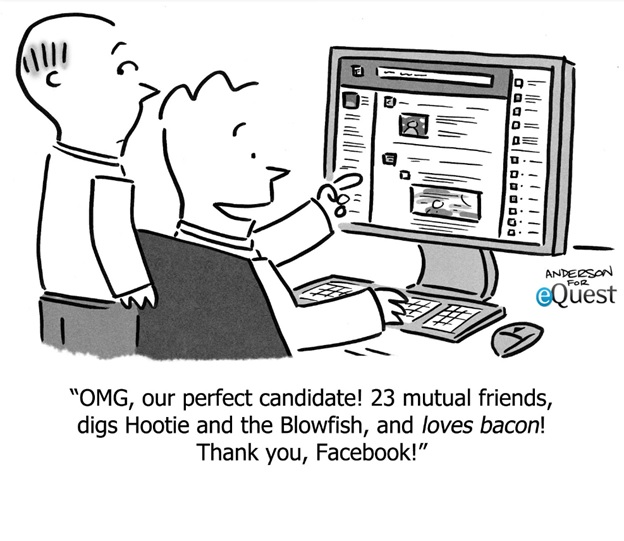 ANDERSON
FOR
eQuest
“OMG, our perfect candidate! 23 mutual friends,
digs Hootie and the Blowfish, and loves bacon!
Thank you, Facebook!”